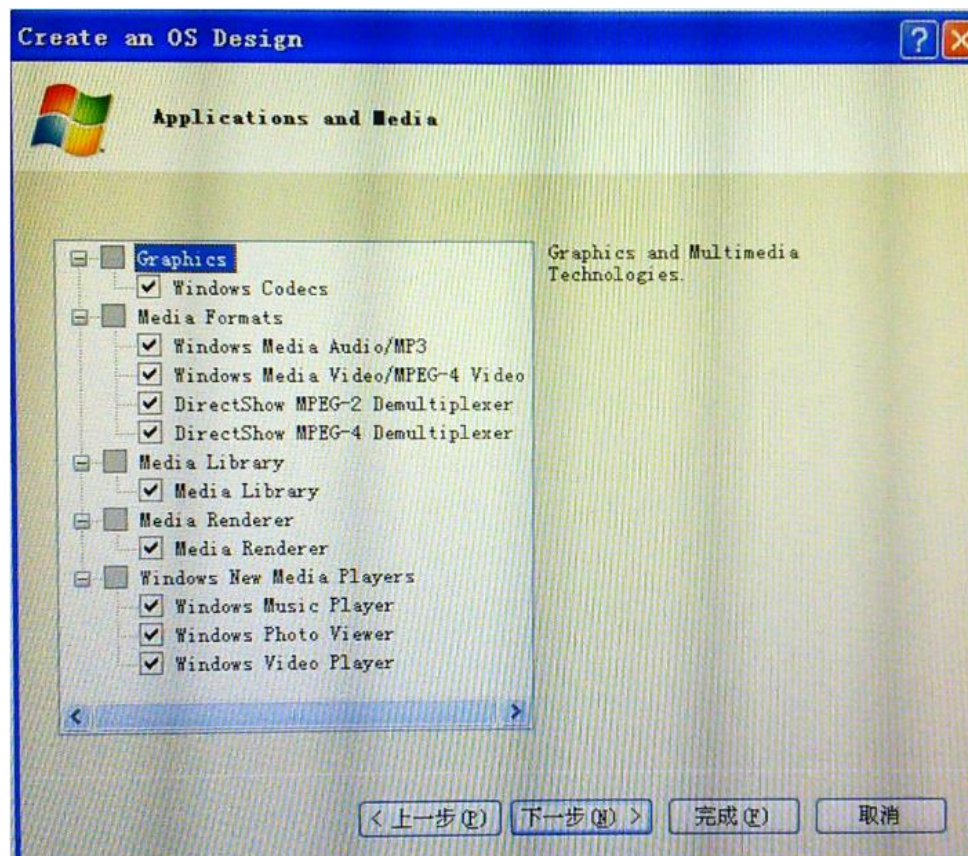 Create an OS Design
Applications and Media
Graphics
Windows Codecs
Media Formats
Windows Media Audio/MP3
Windows Media Video/MPEG-4 Video
DirectShow MPEG-2 Demultiplexer
DirectShow MPEG-4 Demultiplexer
Media Library
Media Library
Media Renderer
Media Renderer
Windows New Media Players
Windows Music Player
Windows Photo Viewer
Windows Video Player
Graphics and Multimedia
Technologies.
< 上一步(P)
下一步(N) >
完成(F)
取消